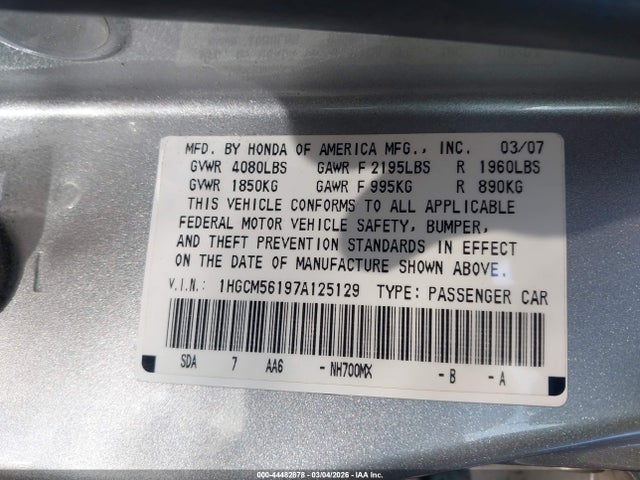 MFD. BY HONDA OF AMERICA MFG., INC. 03/07
GVWR 4080LBS GAWR F 2195LBS R 1960LBS
GVWR 1850KG GAWR F 995KG R 890KG
THIS VEHICLE CONFORMS TO ALL APPLICABLE
FEDERAL MOTOR VEHICLE SAFETY, BUMPER,
AND THEFT PREVENTION STANDARDS IN EFFECT
ON THE DATE OF MANUFACTURE SHOWN ABOVE.
V.I.N.: 1HGCM56197A125129 TYPE: PASSENGER CAR
SDA 7 AA6 -NH700MX -B -A
000-44482878 - 03/04/2026 - IAA Inc.